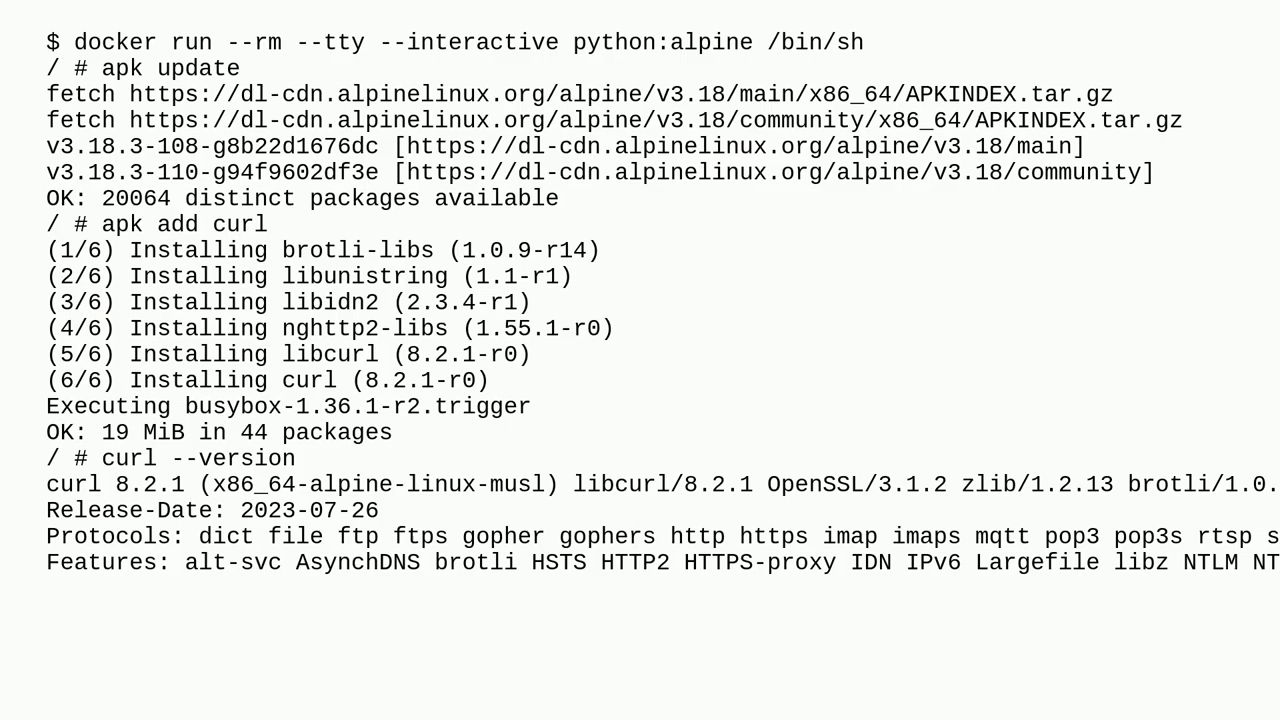 $ docker run --rm --tty --interactive python:alpine /bin/sh
/ # apk update
fetch https://dl-cdn.alpinelinux.org/alpine/v3.18/main/x86_64/APKINDEX.tar.gz
fetch https://dl-cdn.alpinelinux.org/alpine/v3.18/community/x86_64/APKINDEX.tar.gz
v3.18.3-108-g8b22d1676dc [https://dl-cdn.alpinelinux.org/alpine/v3.18/main]
v3.18.3-110-g94f9602df3e [https://dl-cdn.alpinelinux.org/alpine/v3.18/community]
OK: 20064 distinct packages available
/ # apk add curl
(1/6) Installing brotli-libs (1.0.9-r14)
(2/6) Installing libunistring (1.1-r1)
(3/6) Installing libidn2 (2.3.4-r1)
(4/6) Installing nghttp2-libs (1.55.1-r0)
(5/6) Installing libcurl (8.2.1-r0)
(6/6) Installing curl (8.2.1-r0)
Executing busybox-1.36.1-r2.trigger
OK: 19 MiB in 44 packages
/ # curl --version
curl 8.2.1 (x86_64-alpine-linux-musl) libcurl/8.2.1 OpenSSL/3.1.2 zlib/1.2.13 brotli/1.0.
Release-Date: 2023-07-26
Protocols: dict file ftp ftps gopher gophers http https imap imaps mqtt pop3 pop3s rtsp s
Features: alt-svc AsynchDNS brotli HSTS HTTP2 HTTPS-proxy IDN IPv6 Largefile libz NTLM NT